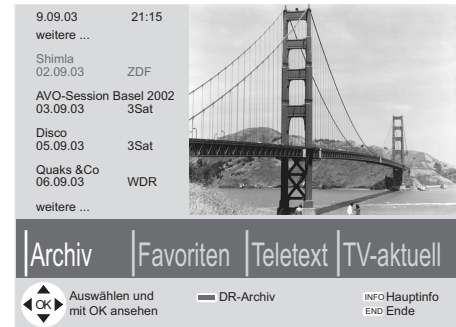 9.09.03 21:15
weitere ...
Shimla
02.09.03 ZDF
AVO-Session Basel 2002
03.09.03 3Sat
Disco
05.09.03 3Sat
Quaks &Co
06.09.03 WDR
weitere ...
Archiv Favoriten Teletext TV-aktuell
OK Auswählen und DR-Archiv INFO Hauptinfo
mit OK ansehen END Ende